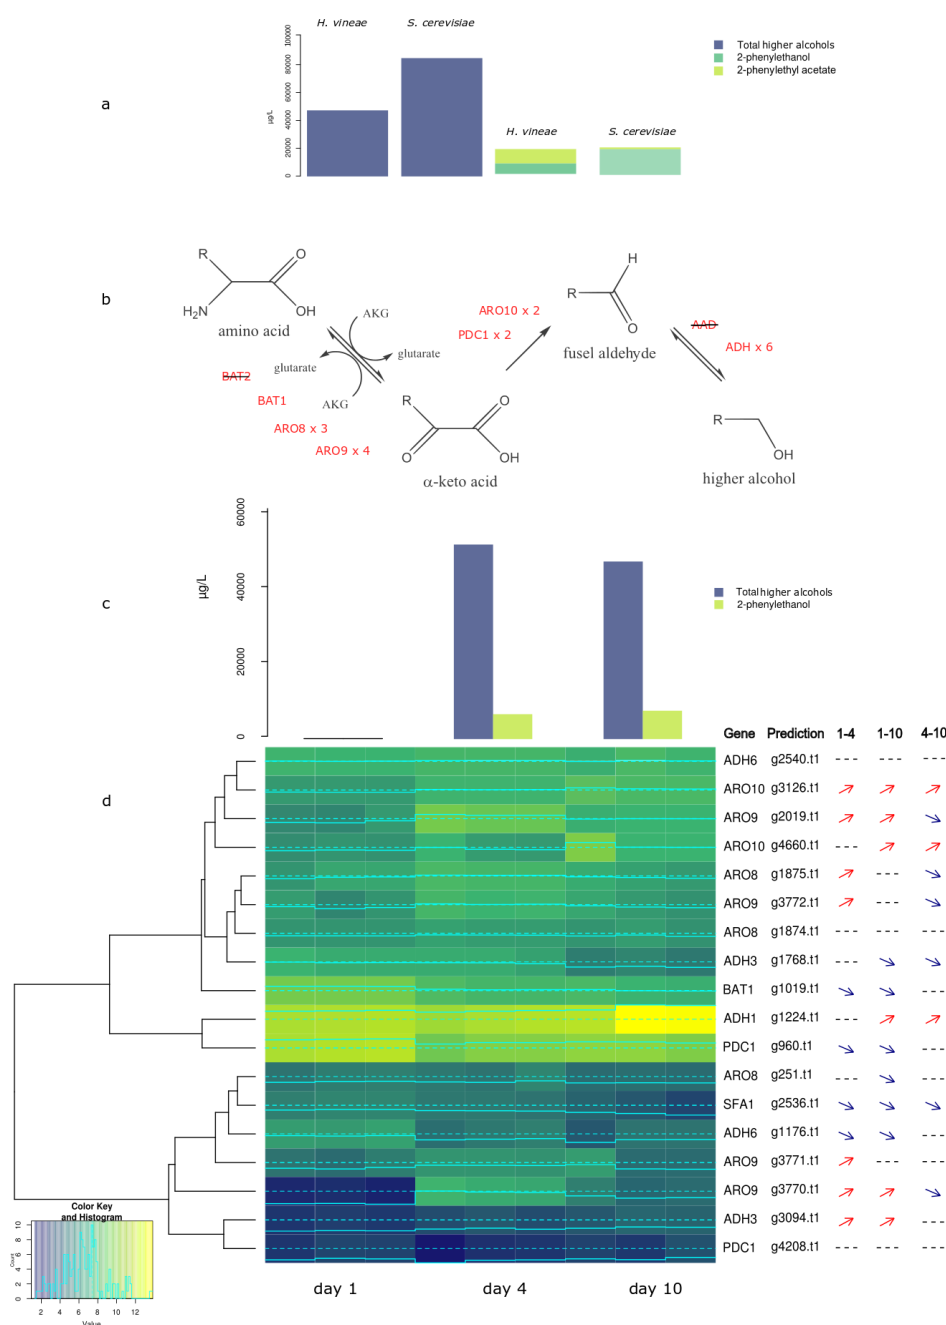 H. vineae
S. cerevisiae
a
µg/L
100000
80000
60000
40000
20000
0
Total higher alcohols
2-phenylethanol
2-phenylethyl acetate
H. vineae
S. cerevisiae
b
R
O
H2N
OH
amino acid
AKG
glutarate
glutarate
AKG
BAT2
BAT1
ARO8 x 3
ARO9 x 4
R
O
O
OH
α-keto acid
ARO10 x 2
PDC1 x 2
H
R
O
fusel aldehyde
AAD
ADH x 6
R
OH
higher alcohol
c
µg/L
60000
40000
20000
0
Total higher alcohols
2-phenylethanol
d
Gene Prediction 1-4 1-10 4-10
ADH6 g2540.t1 --- --- ---
ARO10 g3126.t1
ARO9 g2019.t1
ARO10 g4660.t1 ---
ARO8 g1875.t1 ---
ARO9 g3772.t1 ---
ARO8 g1874.t1 --- --- ---
ADH3 g1768.t1 ---
BAT1 g1019.t1 ---
ADH1 g1224.t1 ---
PDC1 g960.t1 ---
ARO8 g251.t1 --- ---
SFA1 g2536.t1
ADH6 g1176.t1 ---
ARO9 g3771.t1 --- ---
ARO9 g3770.t1
ADH3 g3094.t1 ---
PDC1 g4208.t1 --- --- ---
day 1 day 4 day 10
Color Key
and Histogram
Count
0 2 4 6 8 10
2 4 6 8 10 12
Value